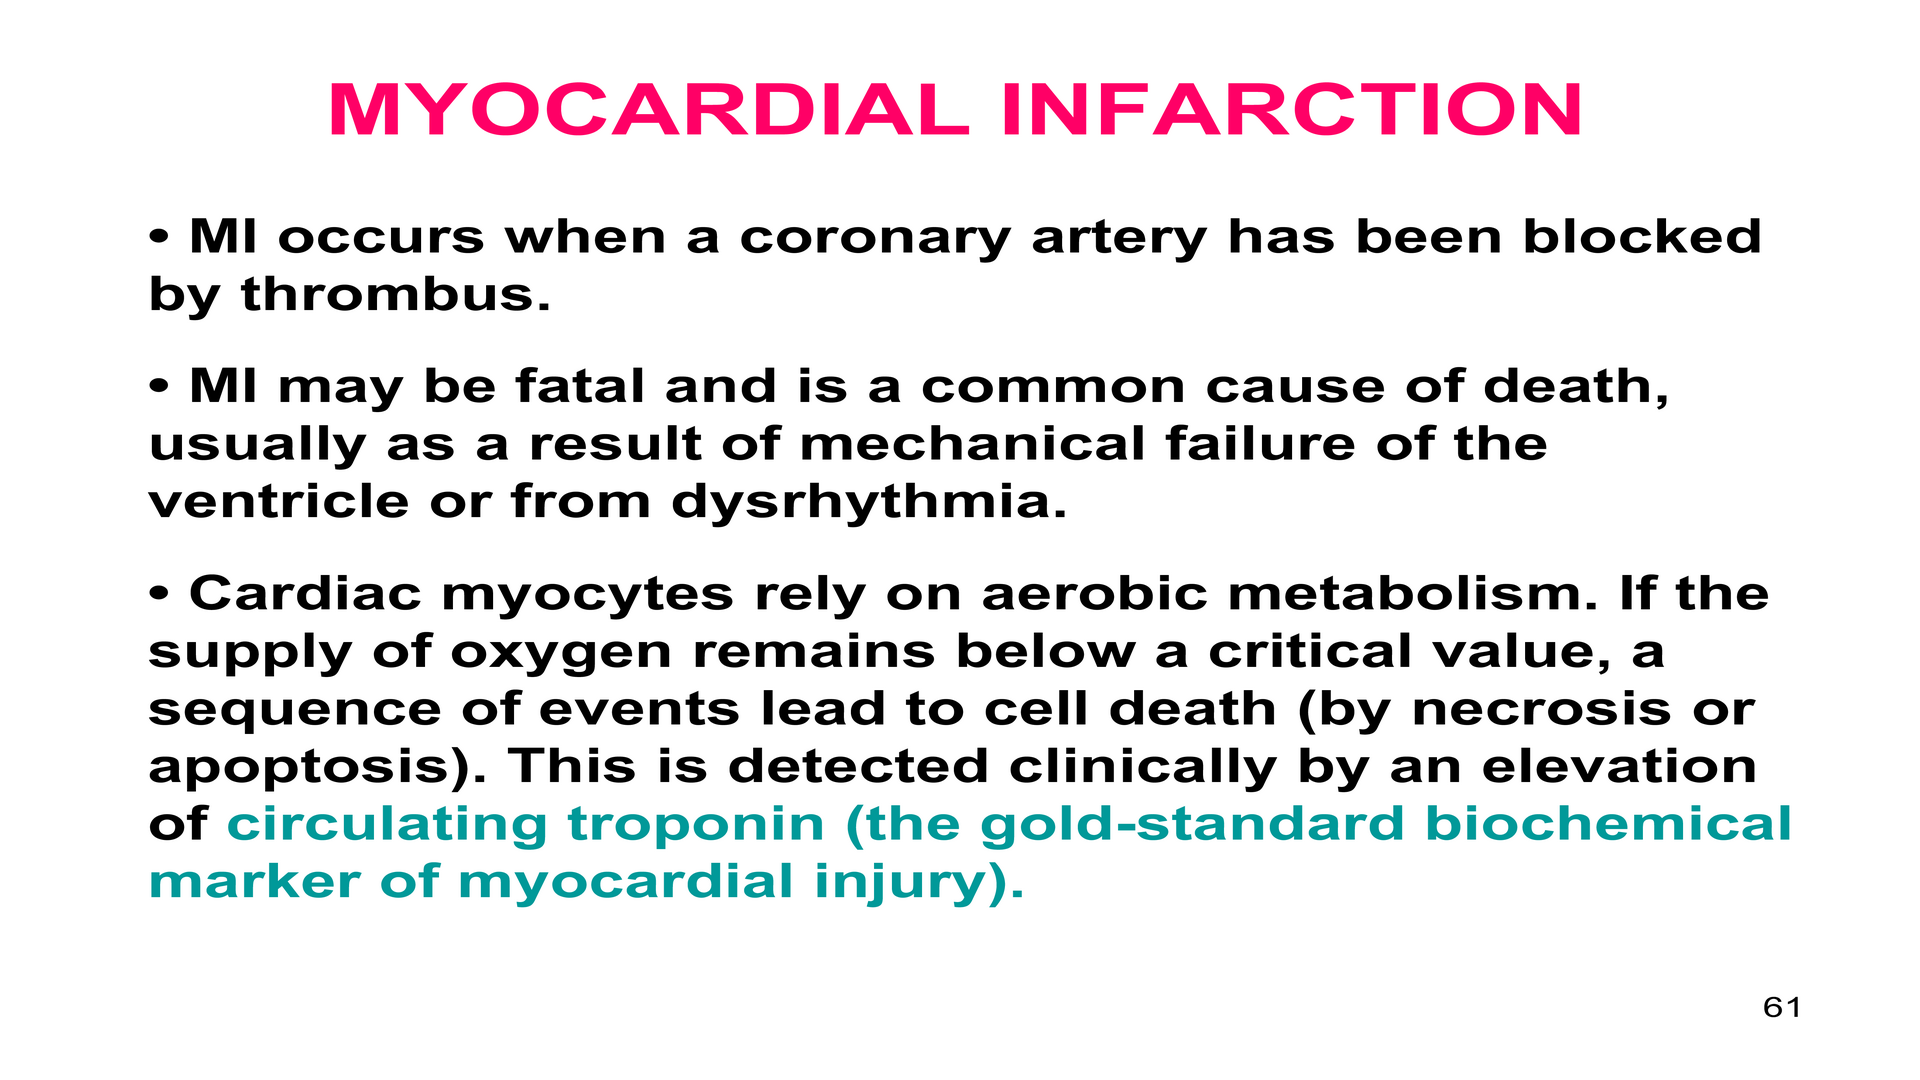 MYOCARDIAL INFARCTION
• MI occurs when a coronary artery has been blocked
by thrombus.
• MI may be fatal and is a common cause of death,
usually as a result of mechanical failure of the
ventricle or from dysrhythmia.
• Cardiac myocytes rely on aerobic metabolism. If the
supply of oxygen remains below a critical value, a
sequence of events lead to cell death (by necrosis or
apoptosis). This is detected clinically by an elevation
of circulating troponin (the gold-standard biochemical
marker of myocardial injury).
61